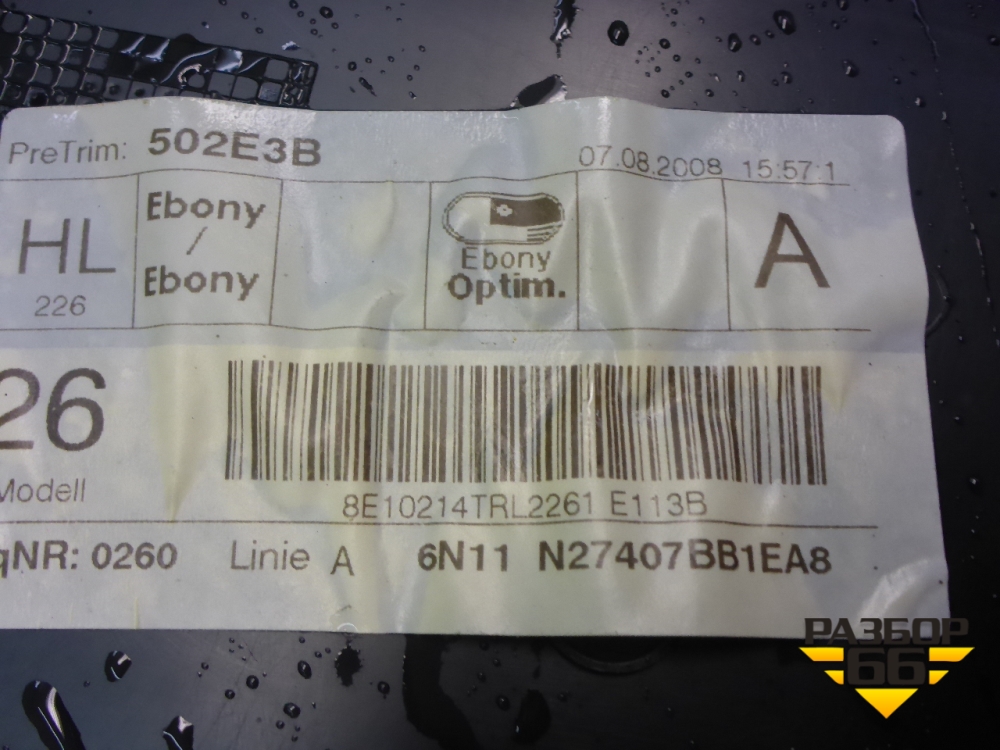 PreTrim: 502E3B
07.08.2008 15:57:1
HL
226
Ebony
/
Ebony
Ebony
Optim.
A
26
Modell
8E10214TRL2261 E113B
qNR: 0260 Linie A 6N11 N27407BB1EA8
РАЗБОР
66